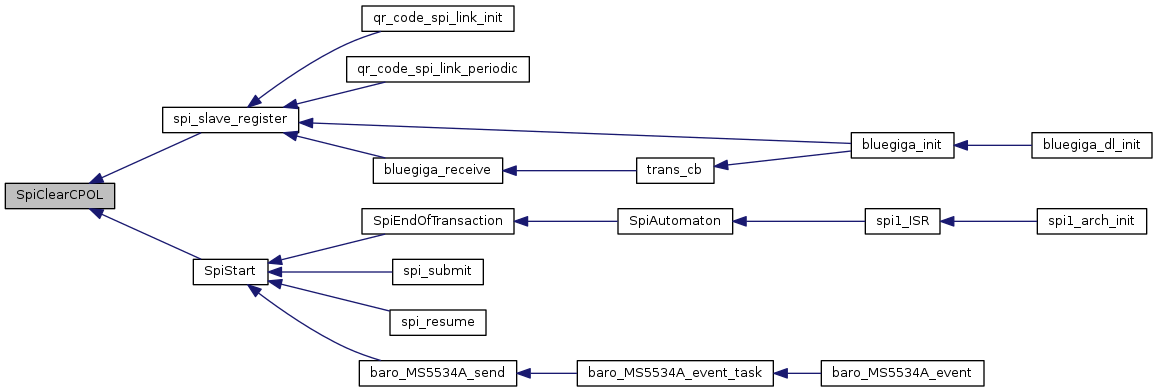 qr_code_spi_link_init
qr_code_spi_link_periodic
spi_slave_register
bluegiga_init
bluegiga_dl_init
bluegiga_receive
trans_cb
SpiClearCPOL
SpiEndOfTransaction
SpiAutomaton
spi1_ISR
spi1_arch_init
SpiStart
spi_submit
spi_resume
baro_MS5534A_send
baro_MS5534A_event_task
baro_MS5534A_event